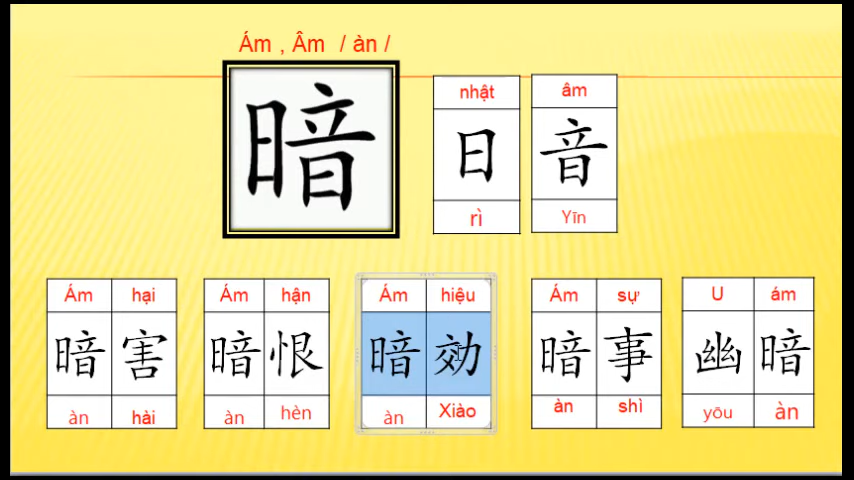 Ám , Âm / àn /
暗
nhật âm
日 音
rì Yīn
Ám hại Ám hận Ám hiệu Ám sự U ám
暗害 暗恨 暗効 暗事 幽暗
àn hài àn hèn àn Xiào àn shì yōu àn